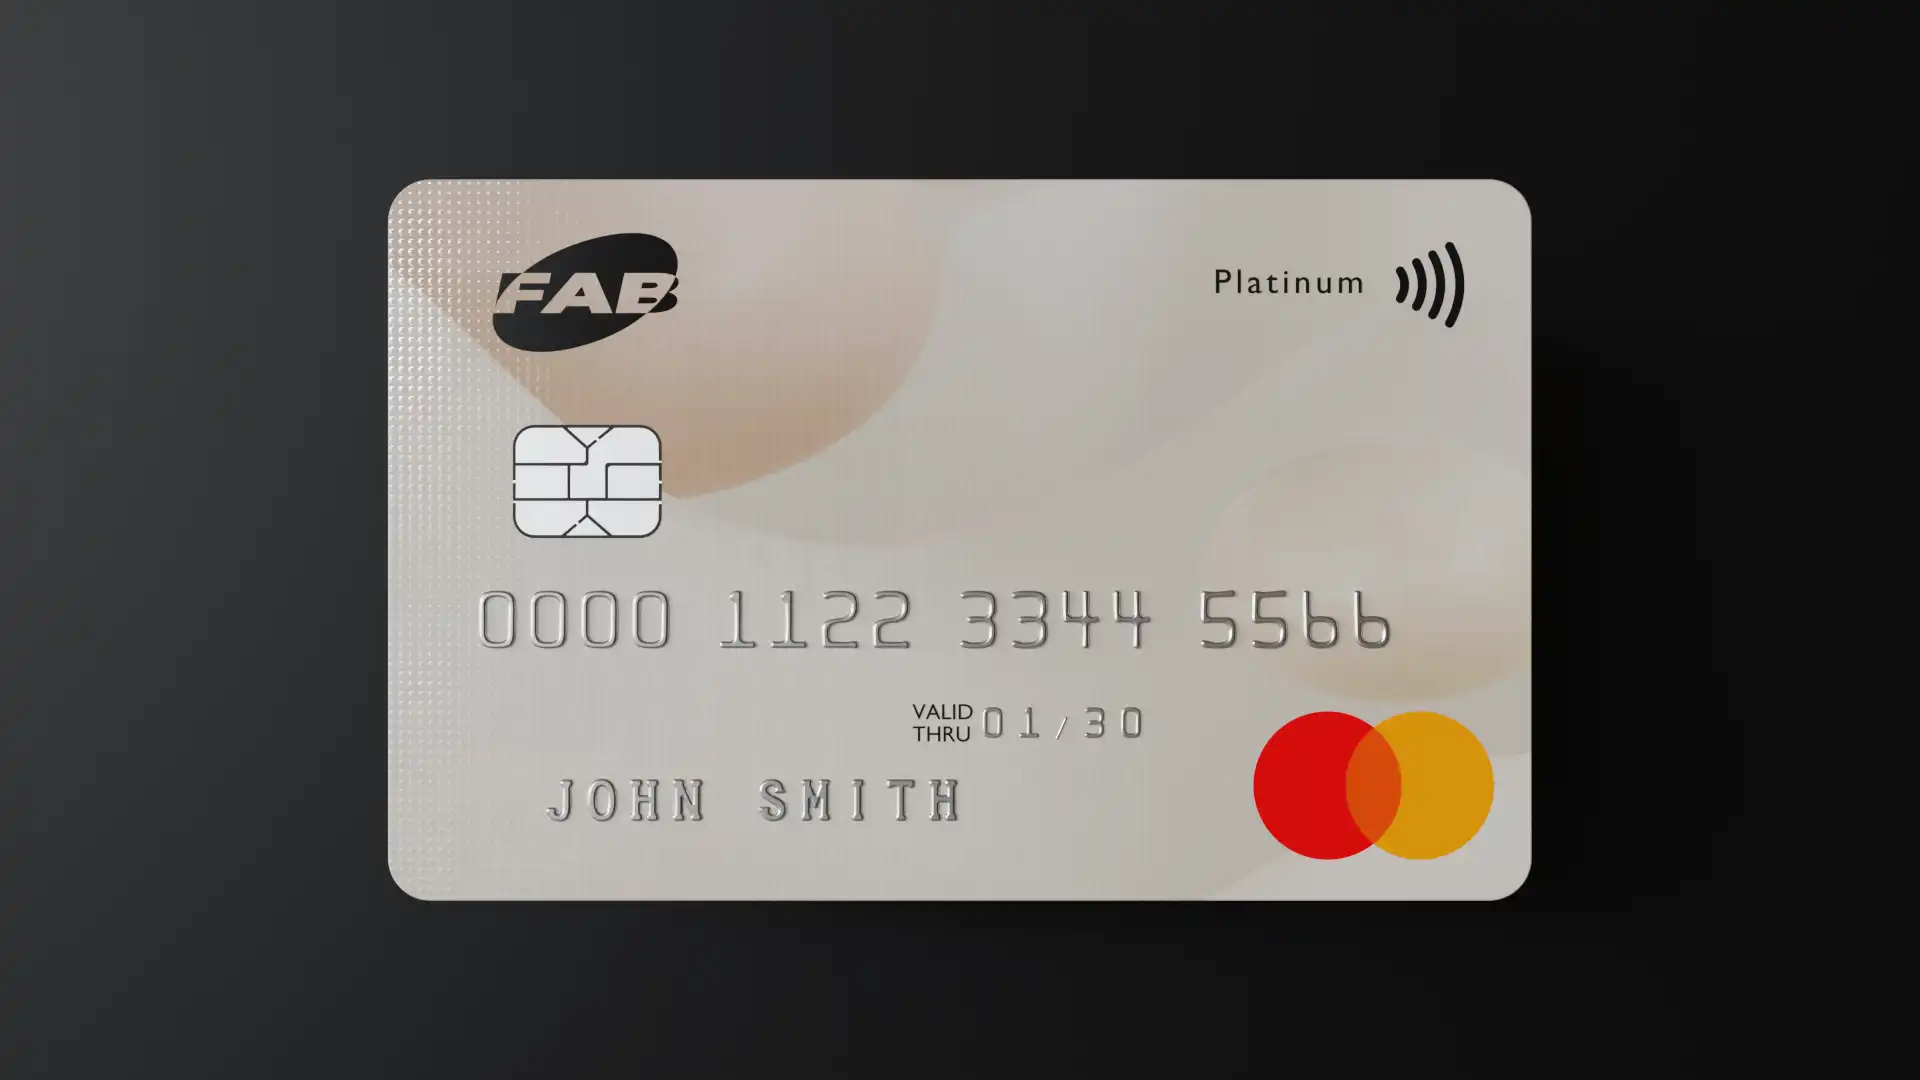 FAB
Platinum
0000 1122 3344 5566
VALID
THRU 01/30
JOHN SMITH